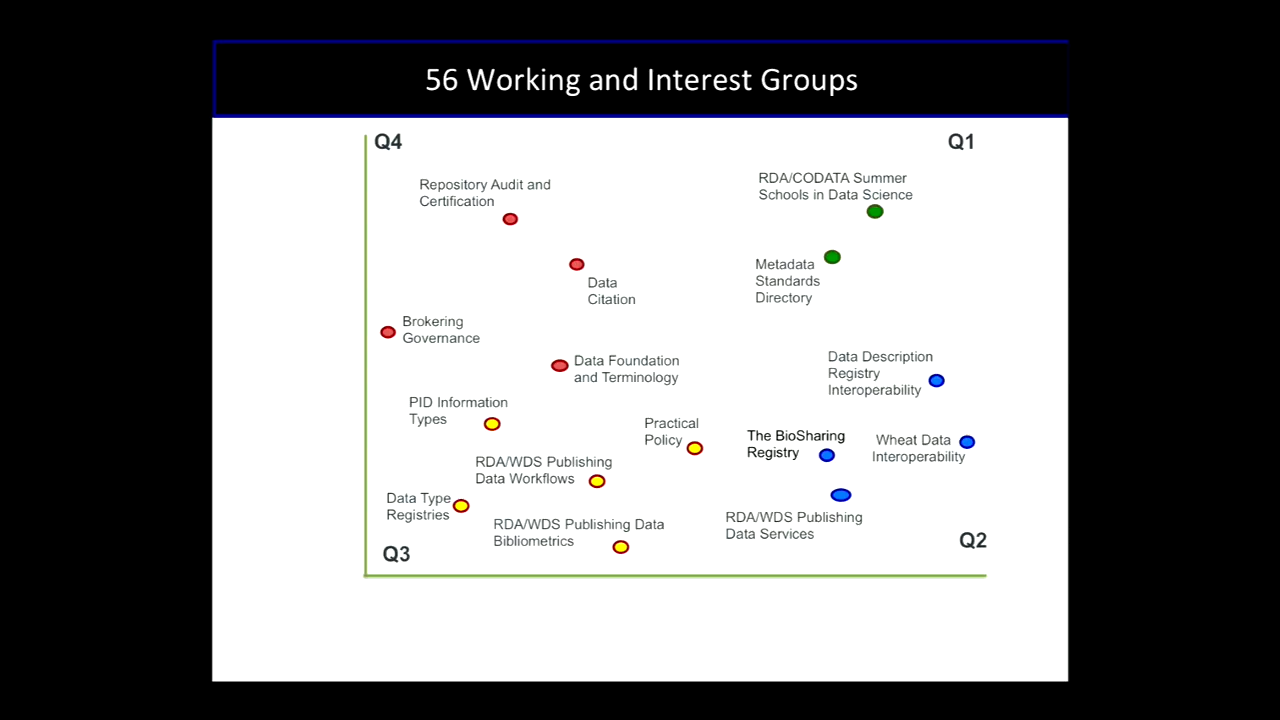 56 Working and Interest Groups
Q4
Q1
RDA/CODATA Summer
Schools in Data Science
Repository Audit and
Certification
Metadata
Standards
Directory
Data
Citation
Brokering
Governance
Data Foundation
and Terminology
Data Description
Registry
Interoperability
PID Information
Types
Practical
Policy
The BioSharing
Registry
Wheat Data
Interoperability
RDA/WDS Publishing
Data Workflows
Data Type
Registries
RDA/WDS Publishing Data
Bibliometrics
RDA/WDS Publishing
Data Services
Q3
Q2